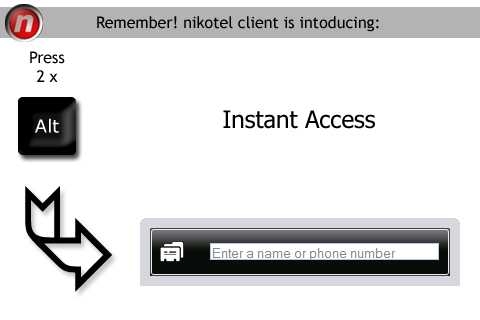 n
Remember! nikotel client is intoducing:
Press
2 x
Alt
Instant Access
Enter a name or phone number